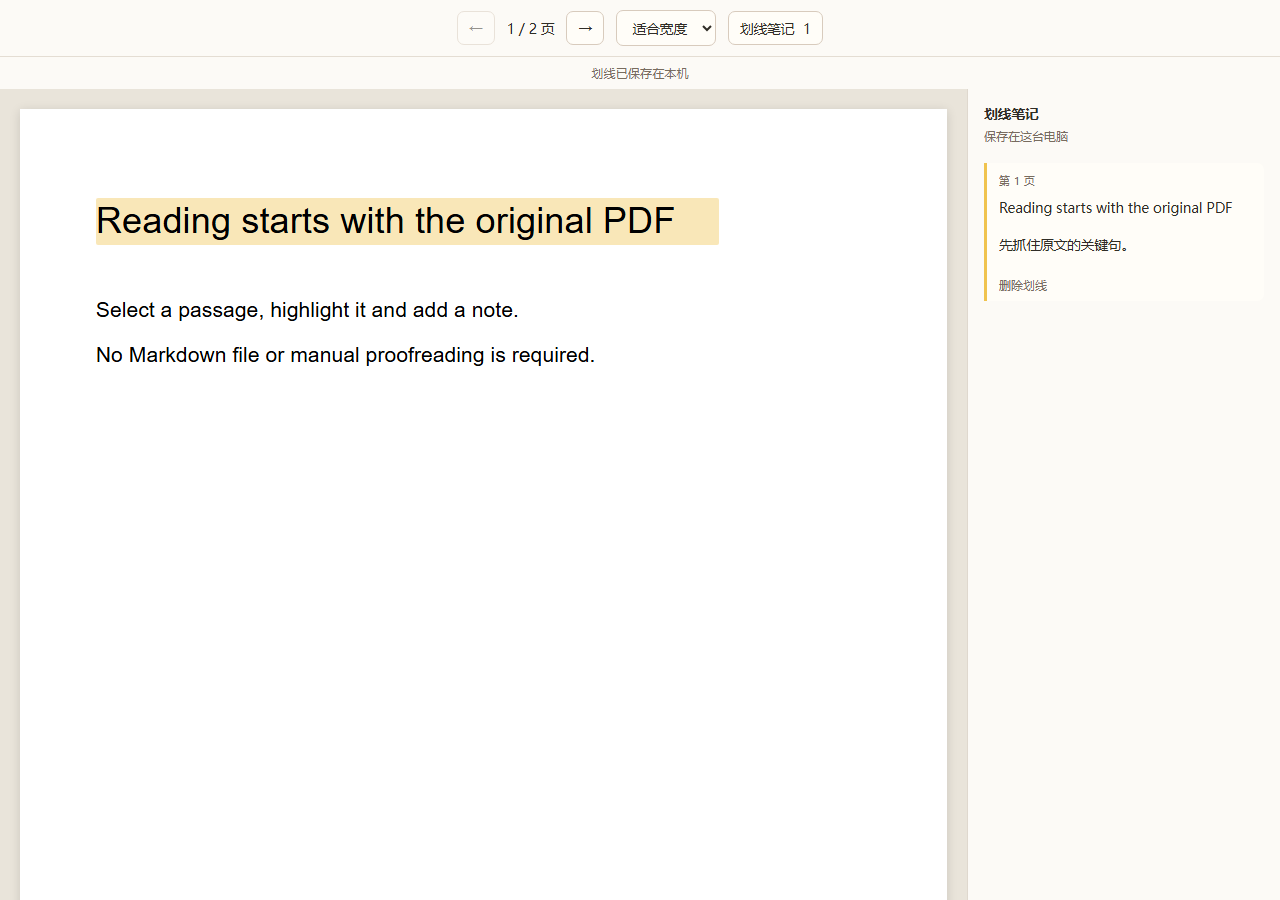 ← 1 / 2 页 → 适合宽度 划线笔记 1
划线已保存在本机
Reading starts with the original PDF
Select a passage, highlight it and add a note.
No Markdown file or manual proofreading is required.
划线笔记
保存在这台电脑
第 1 页
Reading starts with the original PDF
先抓住原文的关键句。
删除划线